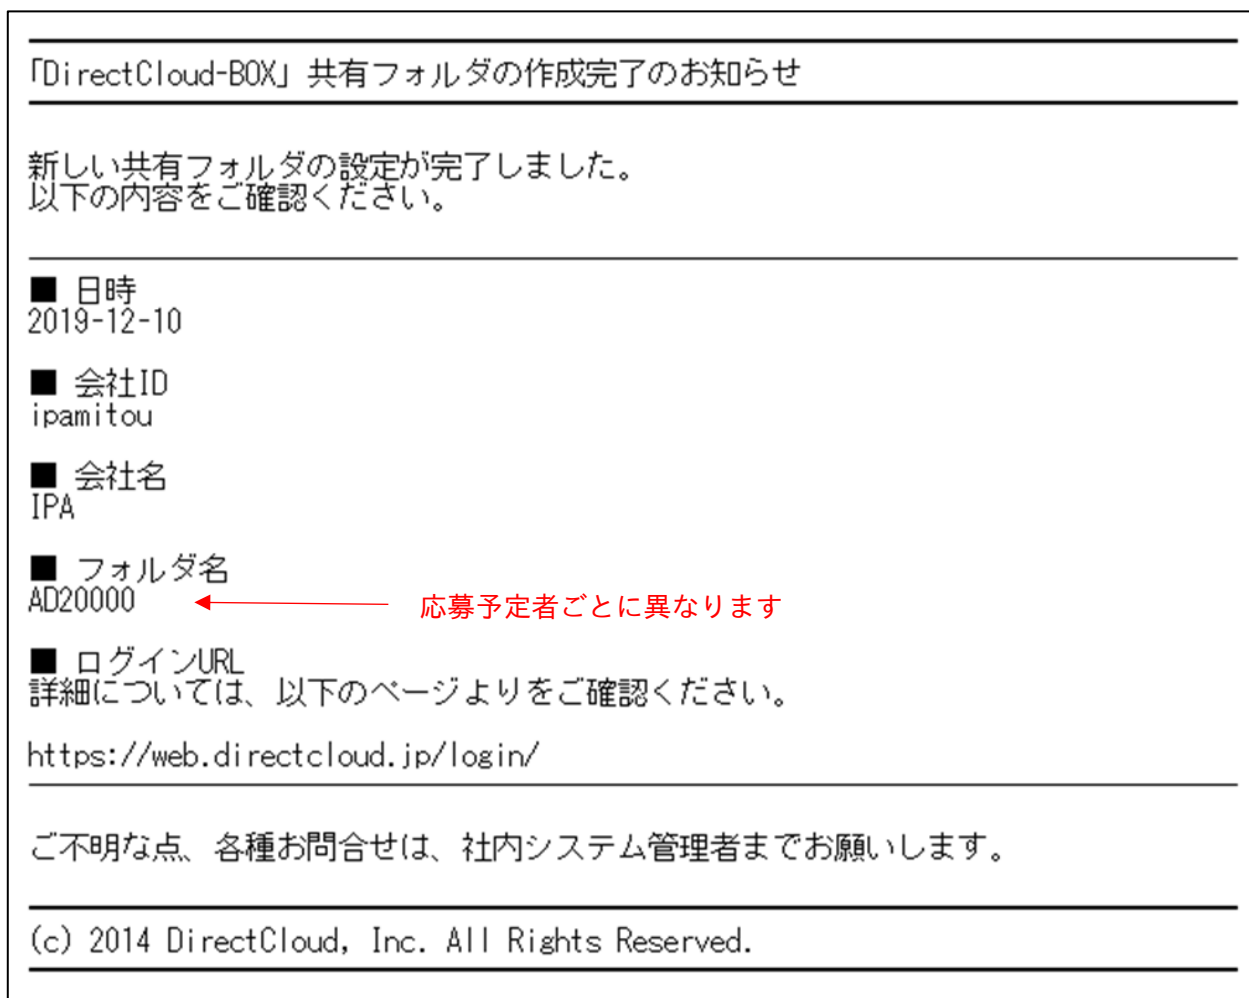 「DirectCloud-BOX」共有フォルダの作成完了のお知らせ
新しい共有フォルダの設定が完了しました。
以下の内容をご確認ください。
■ 日時
2019-12-10
■ 会社ID
ipamitou
■ 会社名
IPA
■ フォルダ名
AD20000
応募予定者ごとに異なります
■ ログインURL
詳細については、以下のページよりをご確認ください。
https://web.directcloud.jp/login/
ご不明な点、各種お問合せは、社内システム管理者までお願いします。
(c) 2014 DirectCloud, Inc. All Rights Reserved.